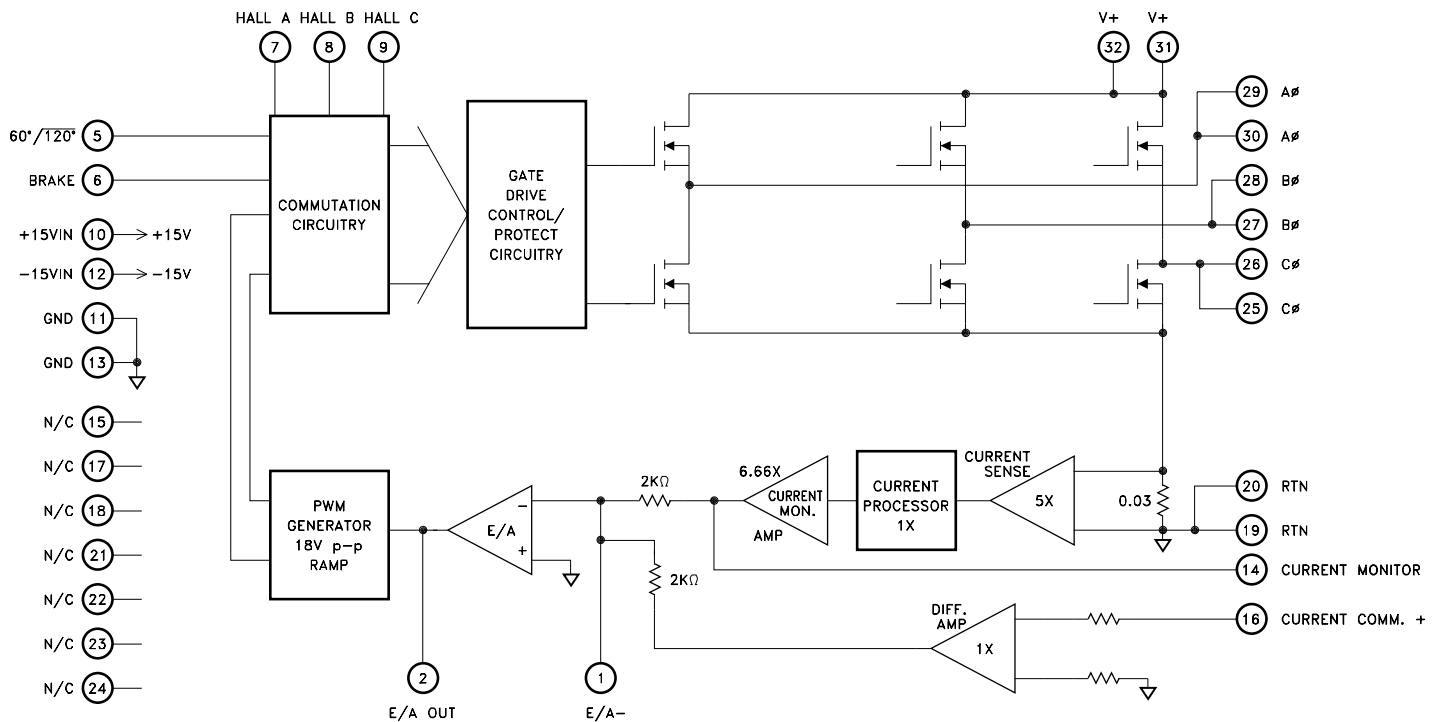 HALL A HALL B HALL C
7 8 9
V+ V+
32 31
60°/120° 5
BRAKE 6
+15VIN 10 +15V
-15VIN 12 -15V
GND 11
GND 13
N/C 15
N/C 17
N/C 18
N/C 21
N/C 22
N/C 23
N/C 24
COMMUTATION
CIRCUITRY
GATE
DRIVE
CONTROL/
PROTECT
CIRCUITRY
29 AØ
30 AØ
28 BØ
27 BØ
26 CØ
25 CØ
PWM
GENERATOR
18V p-p
RAMP
E/A
-
+
2KΩ
2KΩ
6.66X
CURRENT
MON.
AMP
CURRENT
PROCESSOR
1X
CURRENT
SENSE
5X
0.03
20 RTN
19 RTN
14 CURRENT MONITOR
16 CURRENT COMM. +
DIFF.
AMP
1X
2
E/A OUT
1
E/A-